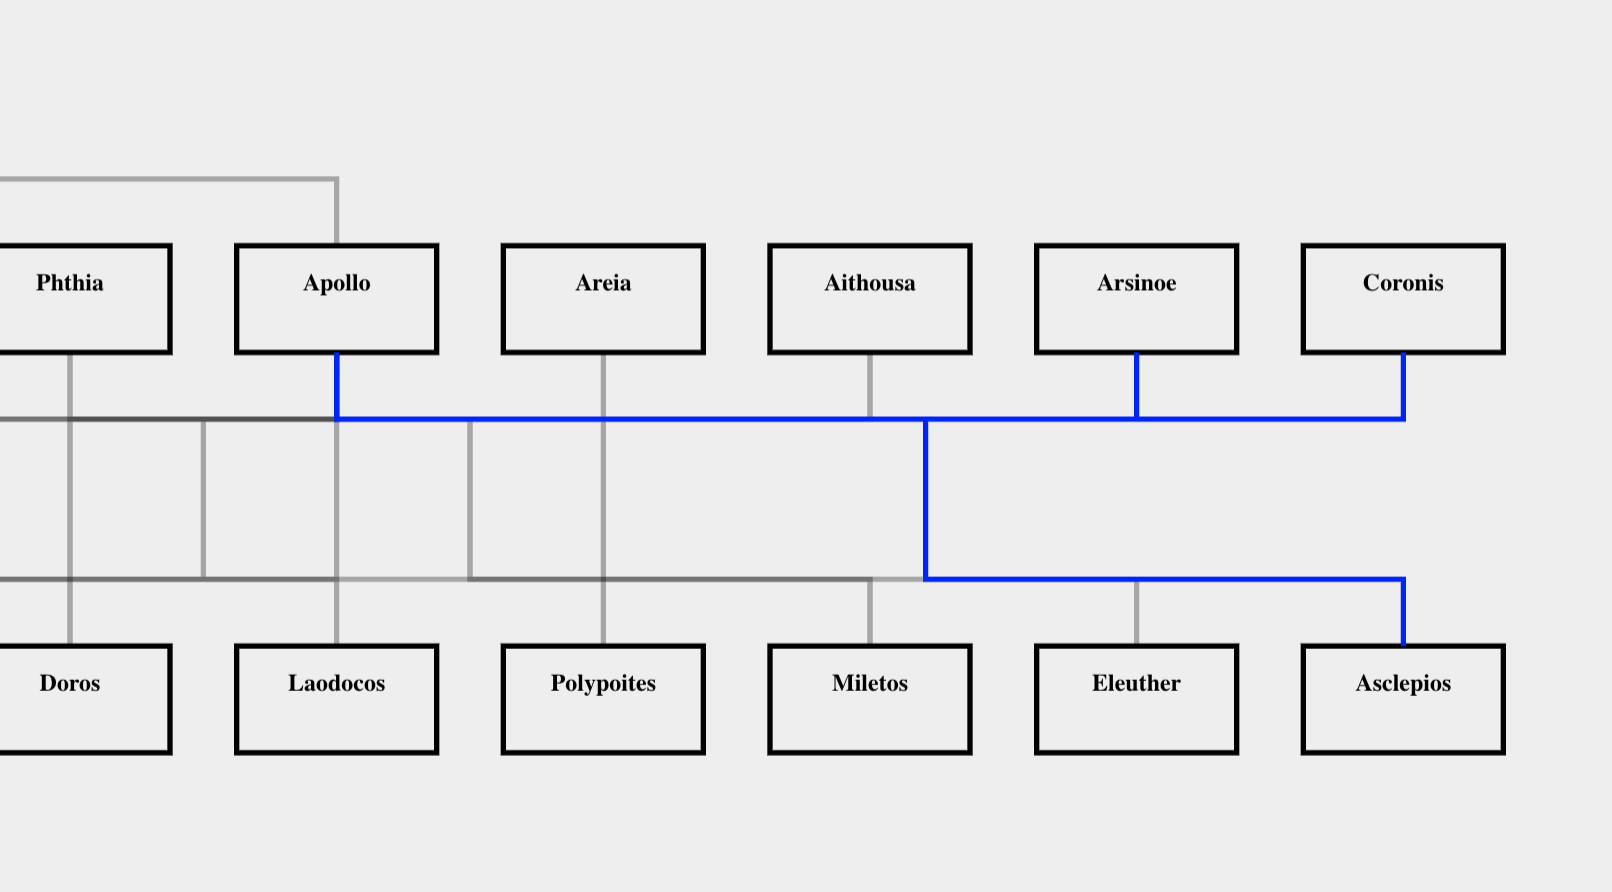 Phthia
Apollo
Areia
Aithousa
Arsinoe
Coronis
Doros
Laodocos
Polypoites
Miletos
Eleuther
Asclepios